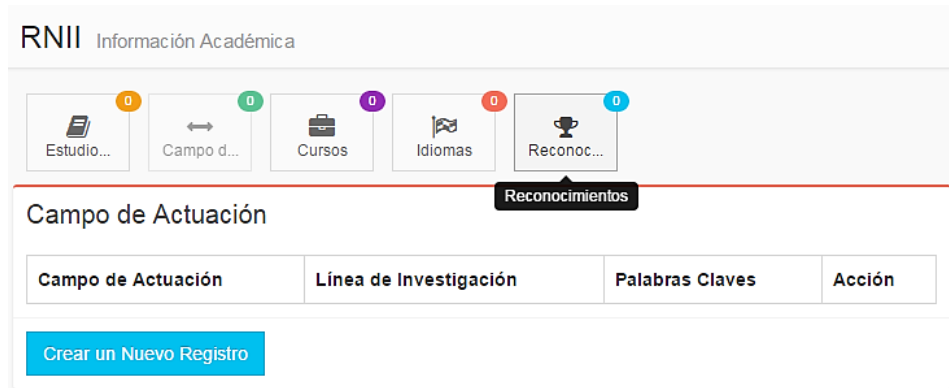 RNII Información Académica
0 0 0 0 0
Estudio... Campo d... Cursos Idiomas Reconoc...
Reconocimientos
Campo de Actuación
Campo de Actuación Línea de Investigación Palabras Claves Acción
Crear un Nuevo Registro